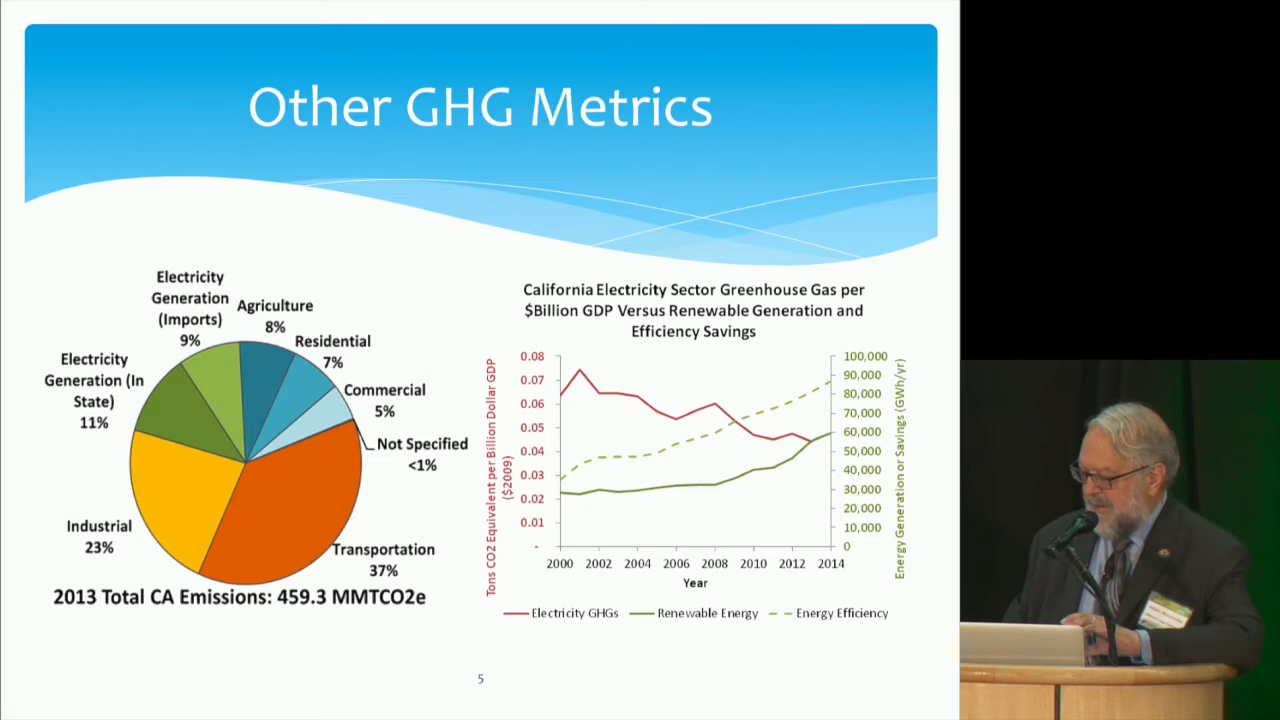 Other GHG Metrics
Electricity
Generation
(Imports)
9%
Agriculture
8%
Residential
7%
Electricity
Generation (In
State)
11%
Commercial
5%
Not Specified
<1%
Industrial
23%
Transportation
37%
2013 Total CA Emissions: 459.3 MMTCO2e
California Electricity Sector Greenhouse Gas per
$Billion GDP Versus Renewable Generation and
Efficiency Savings
Tons CO2 Equivalent per Billion Dollar GDP
($2009)
0.08
0.07
0.06
0.05
0.04
0.03
0.02
0.01
-
100,000
90,000
80,000
70,000
60,000
50,000
40,000
30,000
20,000
10,000
0
Energy Generation or Savings (GWh/yr)
2000 2002 2004 2006 2008 2010 2012 2014
Year
Electricity GHGs Renewable Energy Energy Efficiency
5